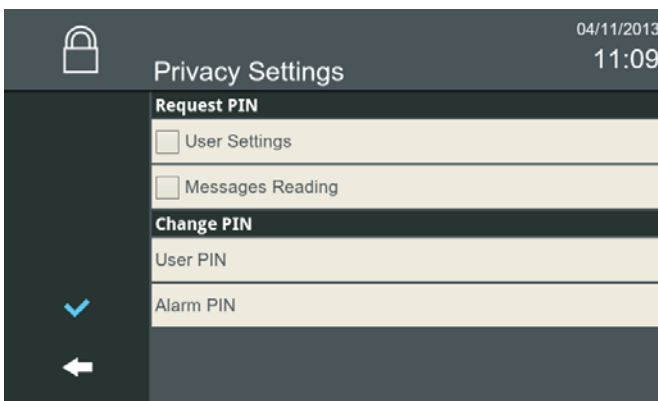 04/11/2013
11:09
Privacy Settings
Request PIN
User Settings
Messages Reading
Change PIN
User PIN
Alarm PIN